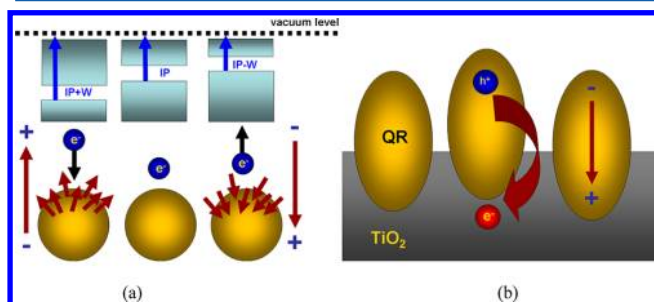 vacuum level
IP+W
IP
IP-W
+
-
e-
e-
e-
-
+
(a)
h+
QR
e-
TiO2
-
+
(b)